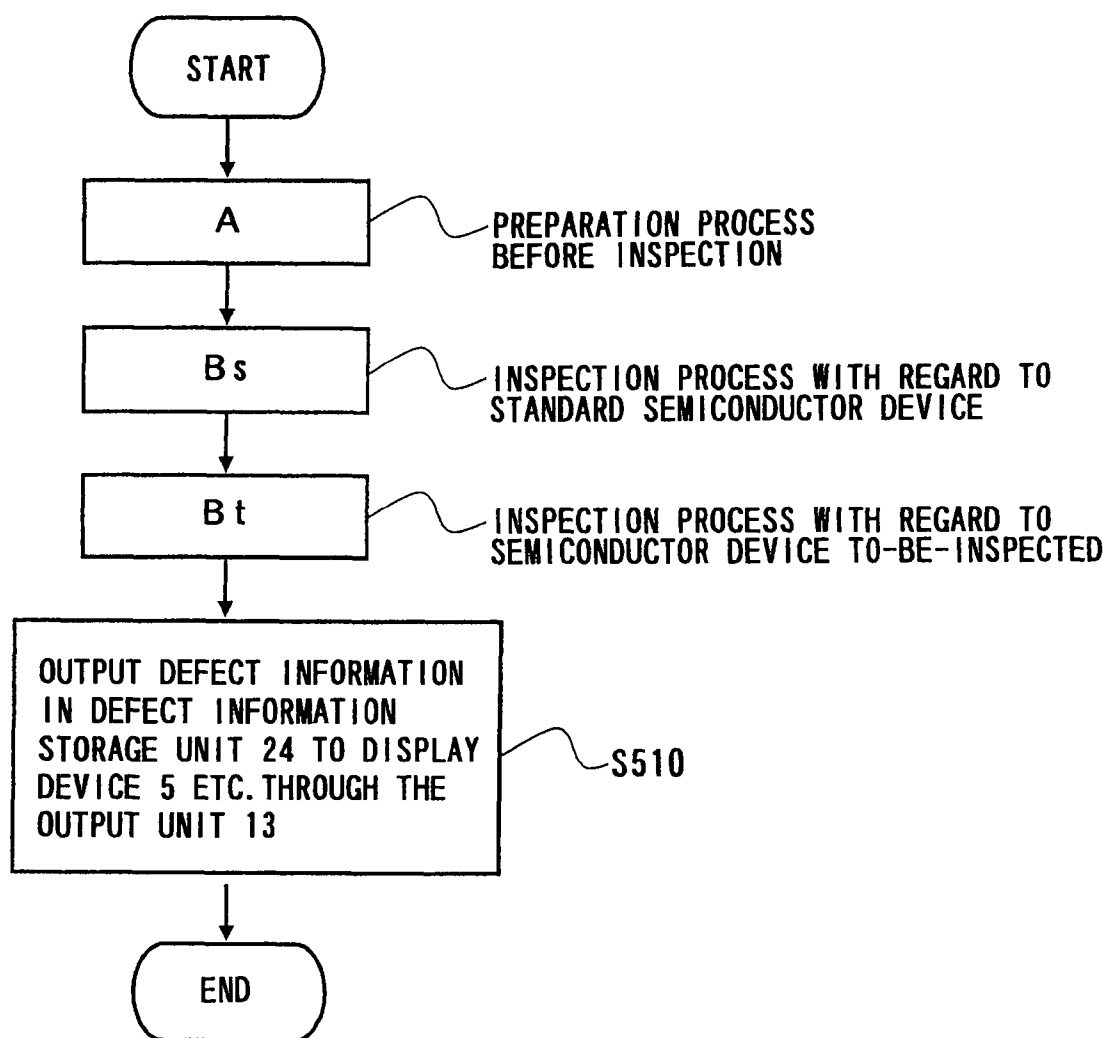 START
A
PREPARATION PROCESS
BEFORE INSPECTION
Bs
INSPECTION PROCESS WITH REGARD TO
STANDARD SEMICONDUCTOR DEVICE
Bt
INSPECTION PROCESS WITH REGARD TO
SEMICONDUCTOR DEVICE TO-BE-INSPECTED
OUTPUT DEFECT INFORMATION
IN DEFECT INFORMATION
STORAGE UNIT 24 TO DISPLAY
DEVICE 5 ETC. THROUGH THE
OUTPUT UNIT 13
S510
END